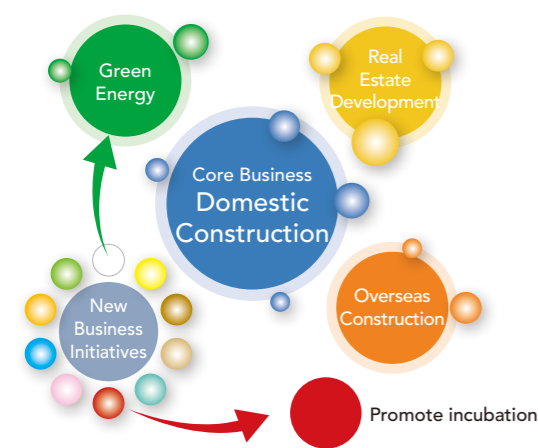 Green
Energy
Real
Estate
Development
Core Business
Domestic
Construction
New
Business
Initiatives
Overseas
Construction
Promote incubation